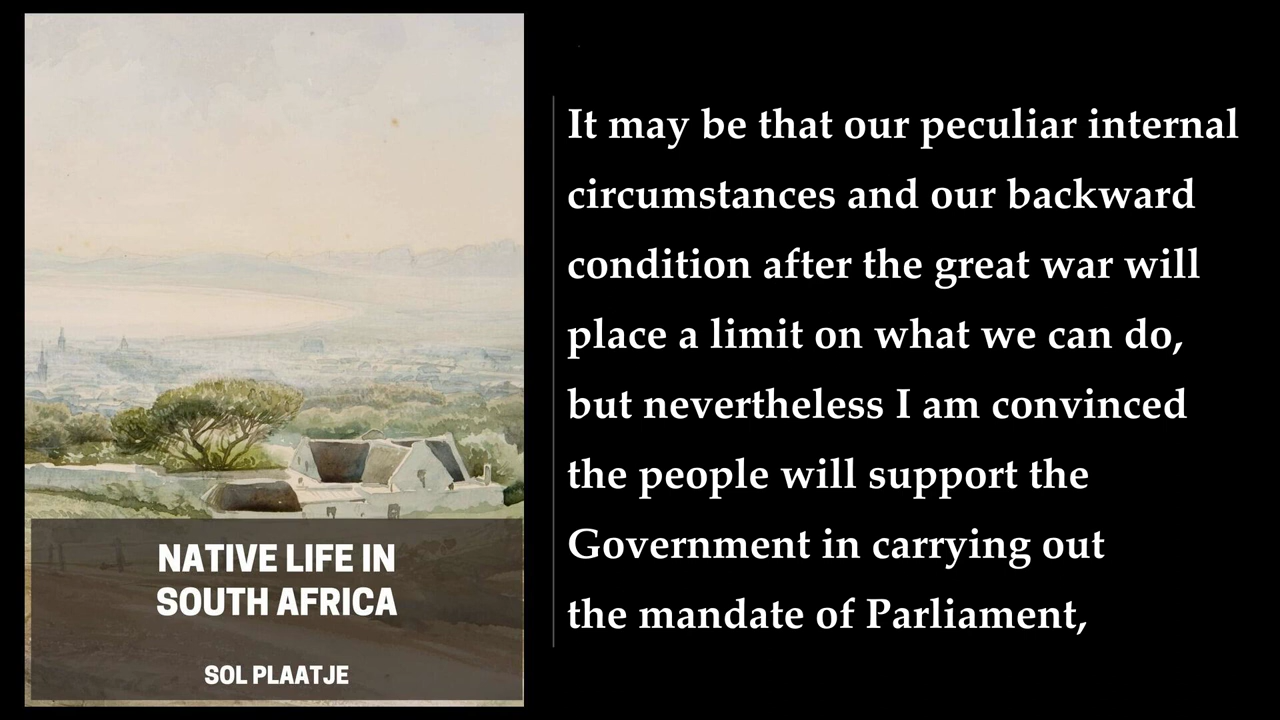 NATIVE LIFE IN
SOUTH AFRICA
SOL PLAATJE
It may be that our peculiar internal
circumstances and our backward
condition after the great war will
place a limit on what we can do,
but nevertheless I am convinced
the people will support the
Government in carrying out
the mandate of Parliament,